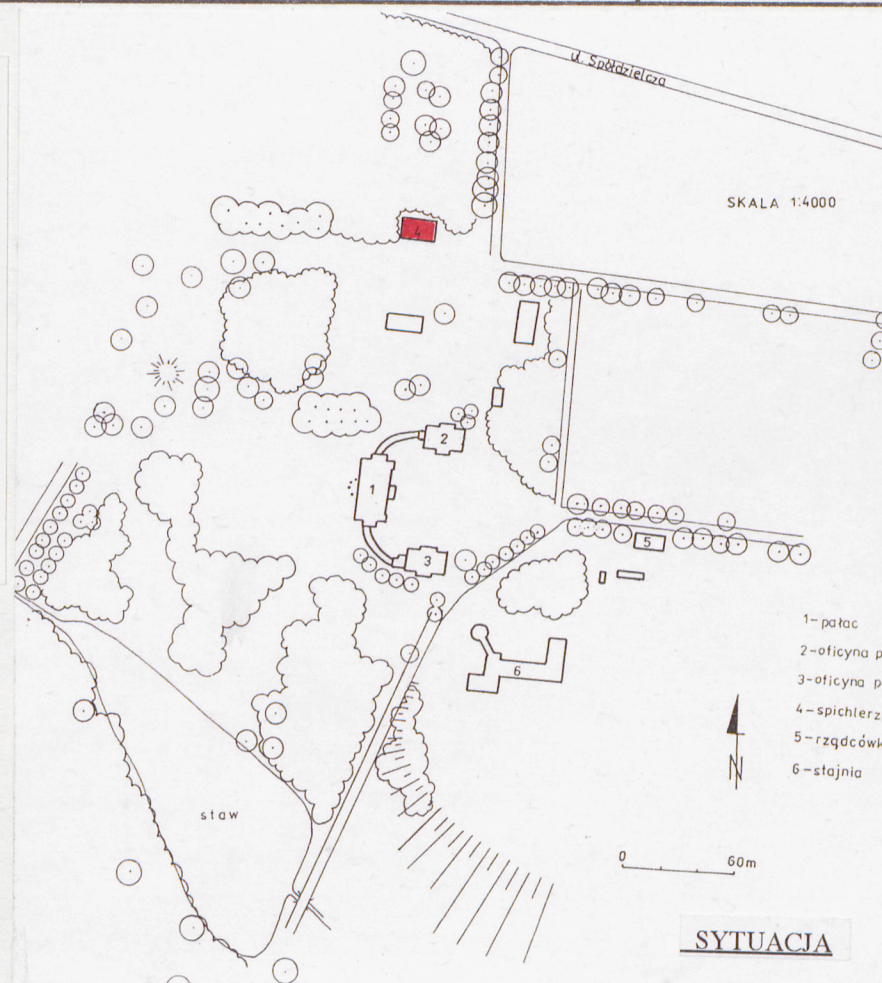 ul. Spółdzielcza
SKALA 1:4000
4
2
1
3
5
6
1-pałac
2-oficyna
3-oficyna
4-spichlerz
5-rządcówk
6-stajnia
N
staw
0 60m
SYTUACJA